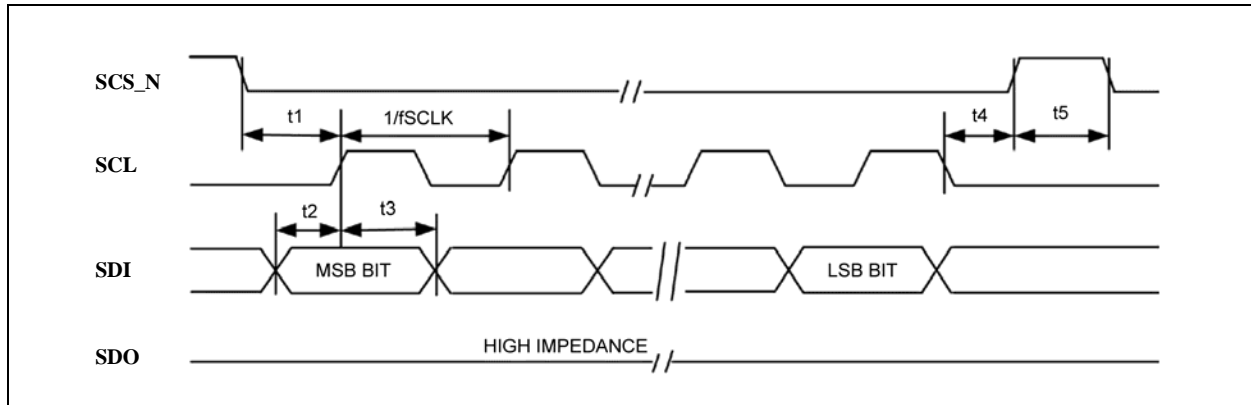 SCS_N
t1
1/fSCLK
t4
t5
SCL
t2
t3
SDI
MSB BIT
LSB BIT
HIGH IMPEDANCE
SDO